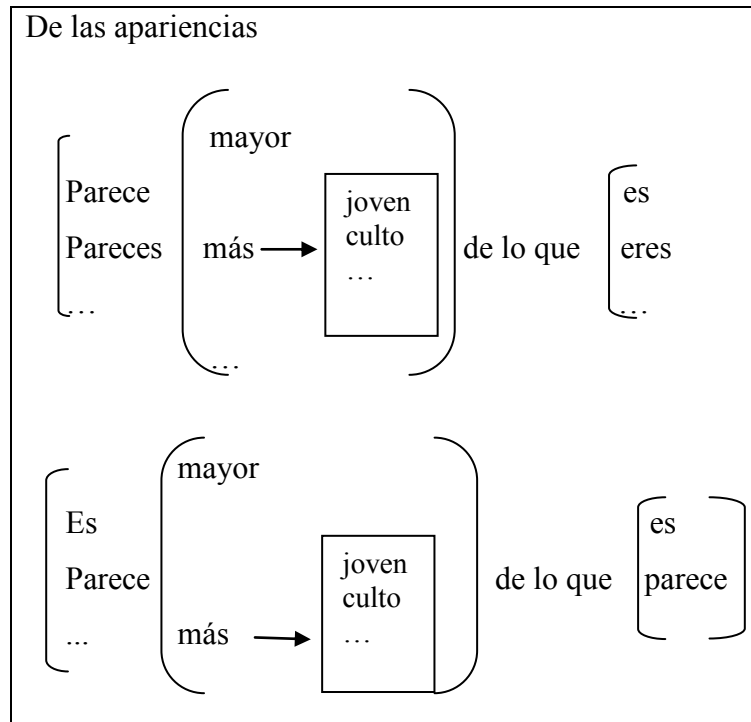 De las apariencias
mayor
Parece
joven
culto
Pareces más de lo que
…
…
…
es
eres
…
mayor
Es
Parece
...
más
joven
culto
…
de lo que
es
parece